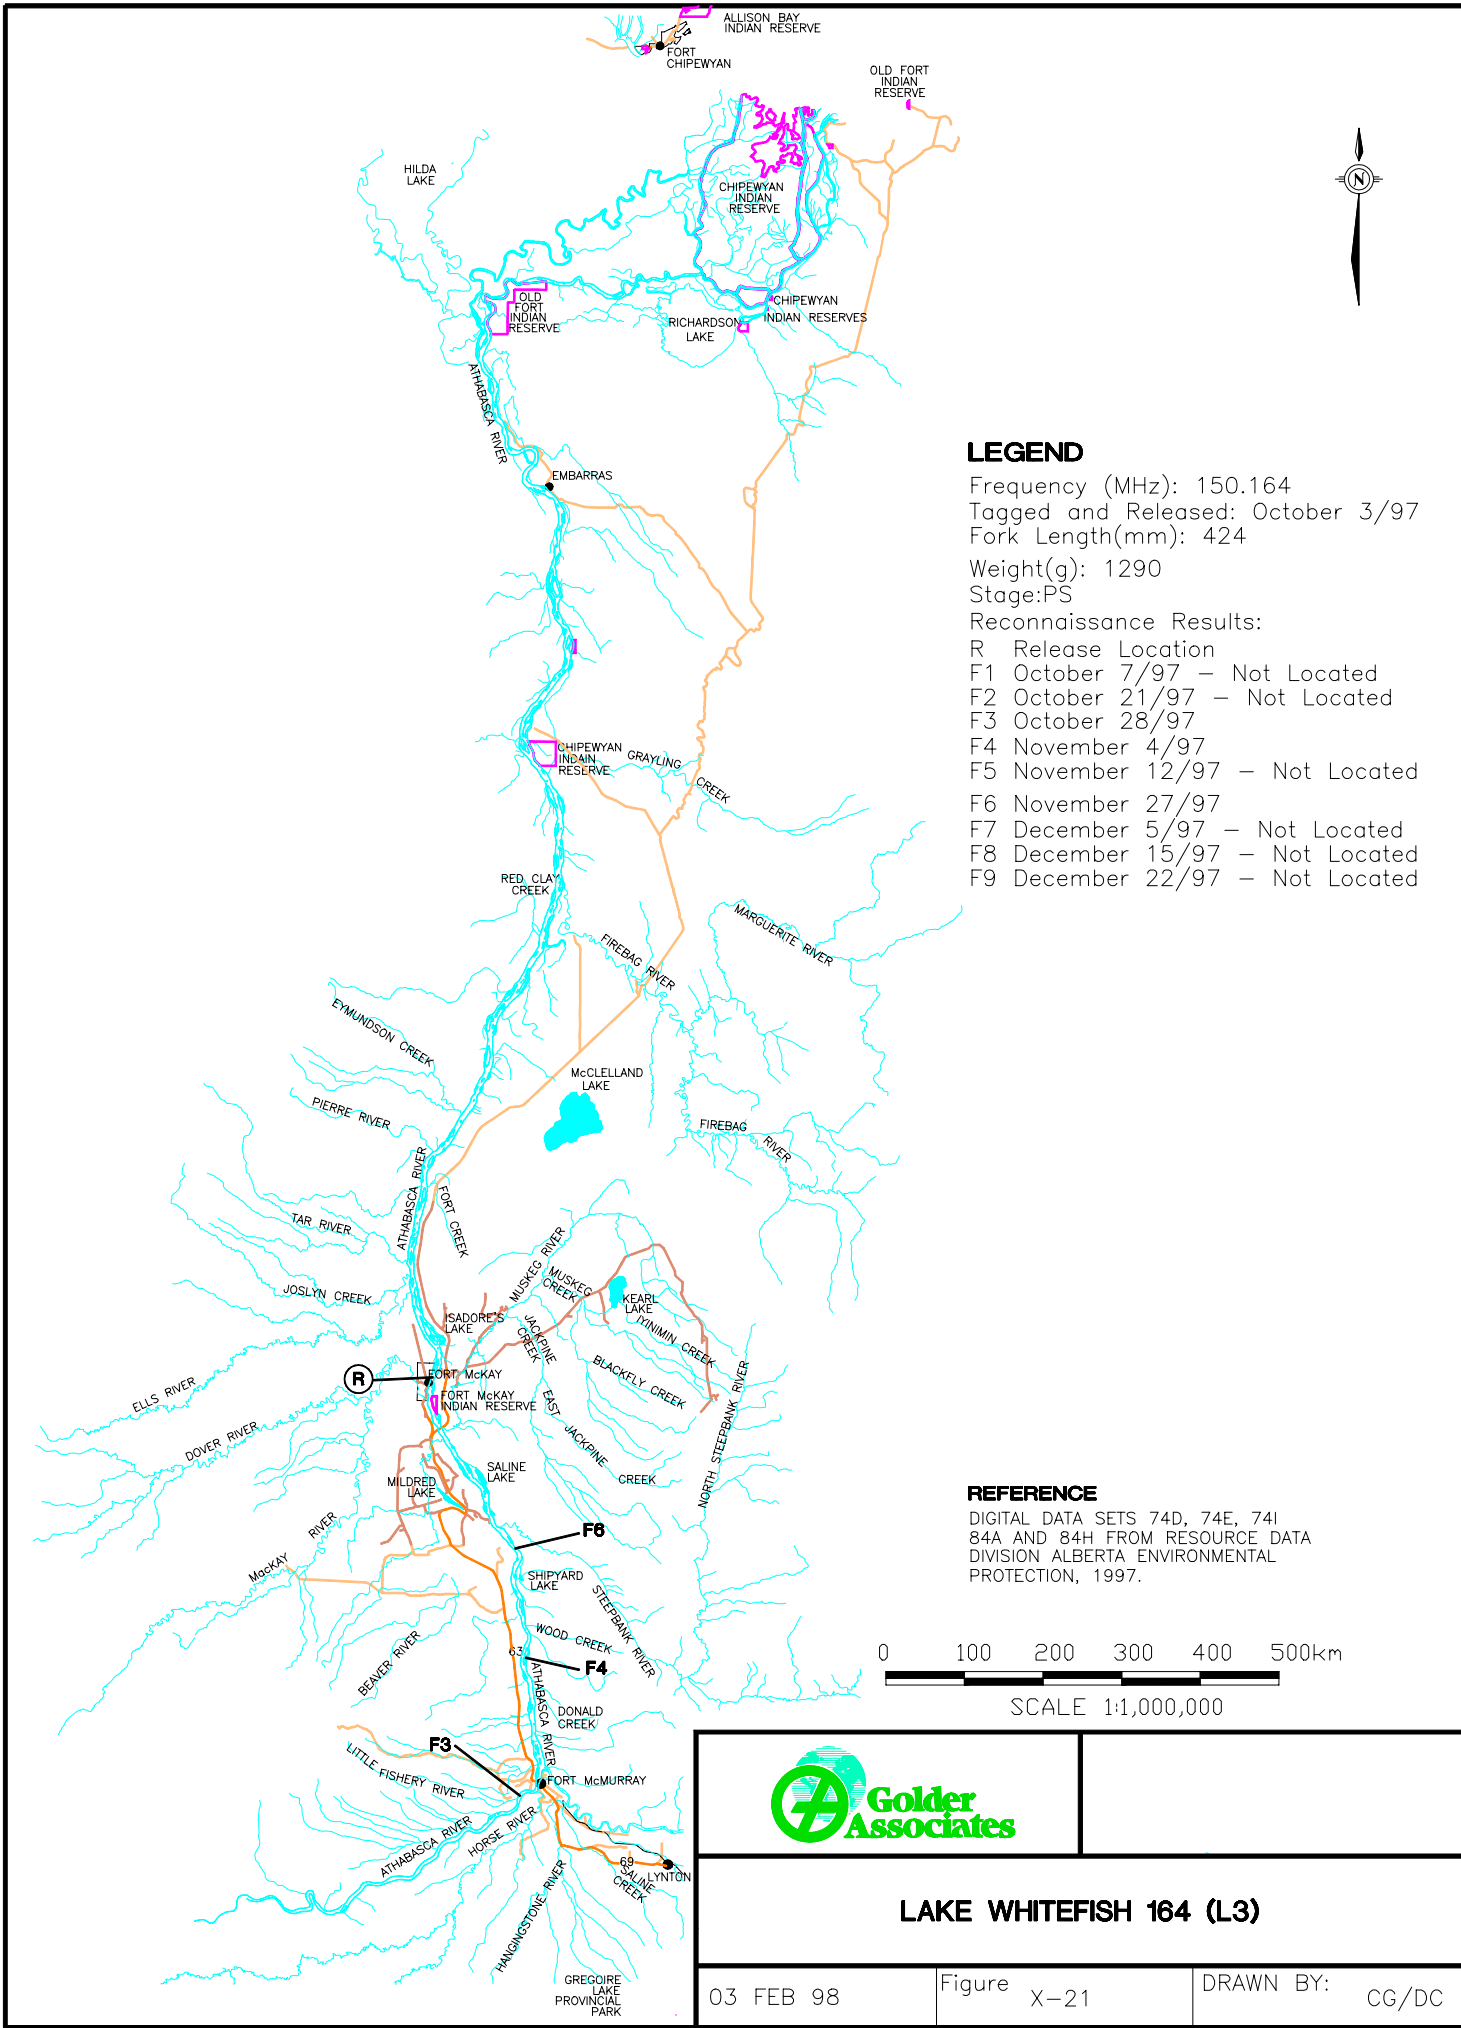 ALLISON BAY
INDIAN RESERVE
FORT
CHIPEWYAN
OLD FORT
INDIAN
RESERVE
HILDA
LAKE
N
CHIPEWYAN
INDIAN
RESERVE
OLD
FORT
INDIAN
RESERVE
CHIPEWYAN
INDIAN RESERVES
RICHARDSON
LAKE
ATHABASCA RIVER
EMBARRAS
LEGEND
Frequency (MHz): 150.164
Tagged and Released: October 3/97
Fork Length(mm): 424
Weight(g): 1290
Stage:PS
Reconnaissance Results:
R Release Location
F1 October 7/97 – Not Located
F2 October 21/97 – Not Located
F3 October 28/97
F4 November 4/97
F5 November 12/97 – Not Located
F6 November 27/97
F7 December 5/97 – Not Located
F8 December 15/97 – Not Located
F9 December 22/97 – Not Located
CHIPEWYAN
INDAIN
RESERVE
GRAYLING CREEK
RED CLAY
CREEK
MARGUERITE RIVER
FIREBAG RIVER
EYMUNDSON CREEK
McCLELLAND
LAKE
PIERRE RIVER
FIREBAG RIVER
ATHABASCA RIVER
FORT CREEK
TAR RIVER
MUSKEG RIVER
MUSKEG
CREEK
JOSLYN CREEK
KEARL
LAKE
ISADORE'S
LAKE
JACKPINE
CREEK
IYINIMIN CREEK
BLACKFLY CREEK
R
FORT McKAY
FORT McKAY
INDIAN RESERVE
ELLS RIVER
EAST JACKPINE CREEK
NORTH STEEPBANK RIVER
DOVER RIVER
SALINE
LAKE
MILDRED
LAKE
REFERENCE
DIGITAL DATA SETS 74D, 74E, 74I
84A AND 84H FROM RESOURCE DATA
DIVISION ALBERTA ENVIRONMENTAL
PROTECTION, 1997.
F6
MacKAY RIVER
SHIPYARD
LAKE
STEEPBANK RIVER
WOOD CREEK
BEAVER RIVER
63
F4
ATHABASCA RIVER
0 100 200 300 400 500km
SCALE 1:1,000,000
DONALD
CREEK
F3
LITTLE FISHERY RIVER
FORT McMURRAY
ATHABASCA RIVER
HORSE RIVER
69
LYNTON
SALINE
CREEK
HANGINGSTONE RIVER
GREGOIRE
LAKE
PROVINCIAL
PARK
Golder
Associates
LAKE WHITEFISH 164 (L3)
03 FEB 98
Figure
X–21
DRAWN BY:
CG/DC